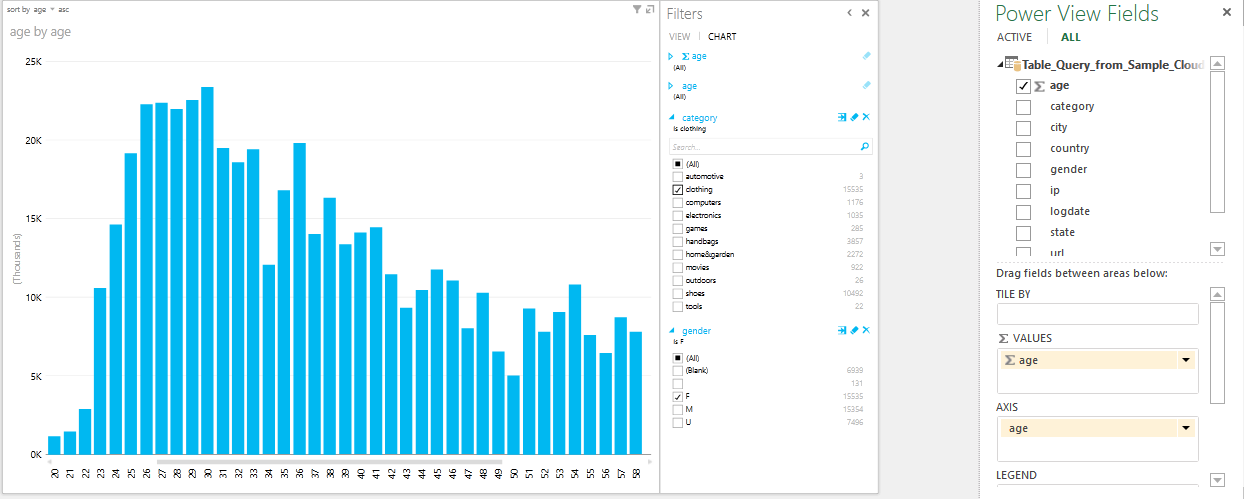 sort by age ▾ asc
age by age
25K
20K
15K
10K
5K
0K
(Thousands)
20 21 22 23 24 25 26 27 28 29 30 31 32 33 34 35 36 37 38 39 40 41 42 43 44 45 46 47 48 49 50 51 52 53 54 55 56 57 58
Filters
VIEW CHART
Σ age
(All)
age
(All)
category
is clothing
Search...
(All)
automotive 3
clothing 15535
computers 1176
electronics 1035
games 285
handbags 3857
home&garden 2272
movies 922
outdoors 26
shoes 10492
tools 22
gender
is F
(All)
(Blank) 6939
131
F 15535
M 15354
U 7496
Power View Fields
ACTIVE ALL
Table_Query_from_Sample_Cloud
Σ age
category
city
country
gender
ip
logdate
state
url
Drag fields between areas below:
TILE BY
Σ VALUES
Σ age
AXIS
age
LEGEND